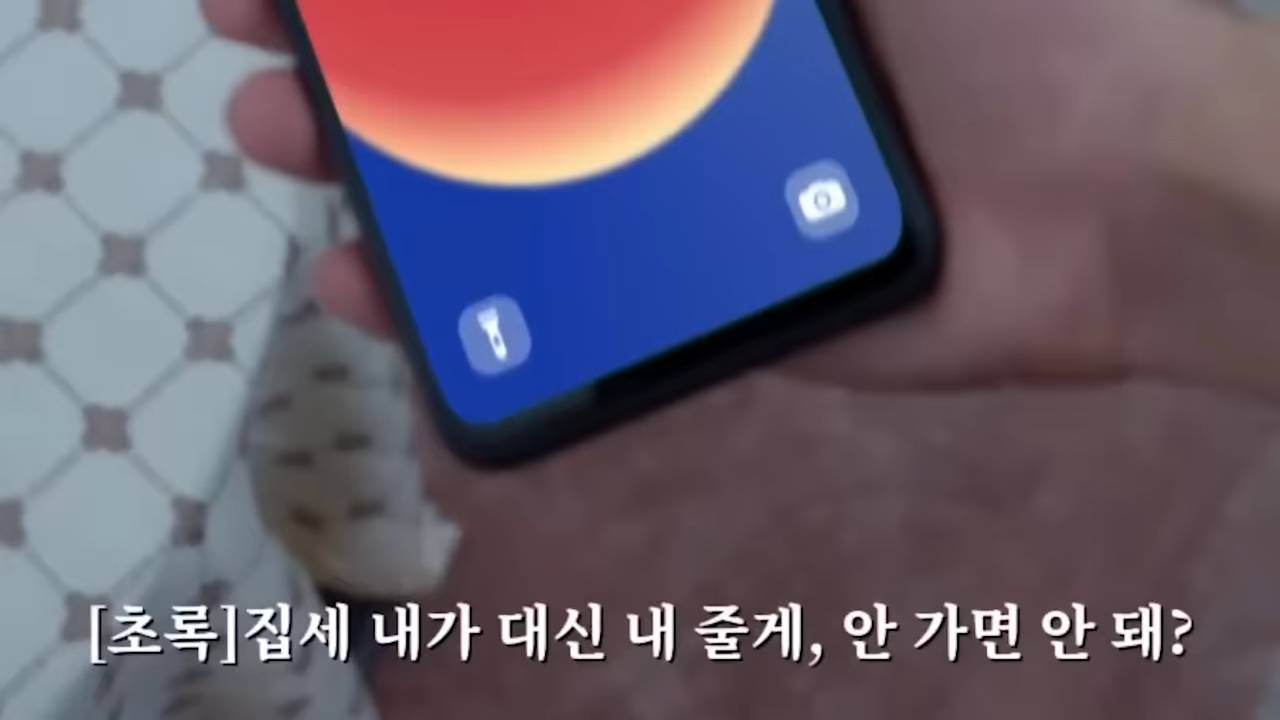 [초록]집세 내가 대신 내 줄게, 안 가면 안 돼?